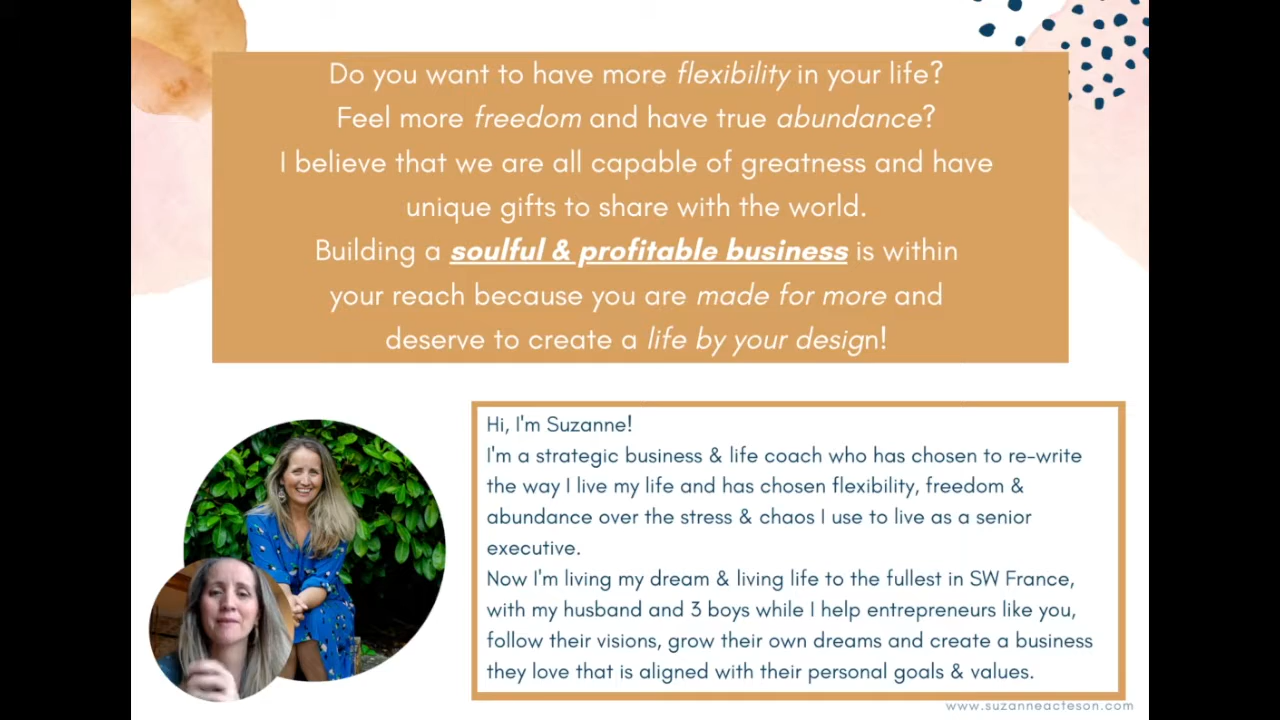 Do you want to have more flexibility in your life?
Feel more freedom and have true abundance?
I believe that we are all capable of greatness and have
unique gifts to share with the world.
Building a soulful & profitable business is within
your reach because you are made for more and
deserve to create a life by your design!
Hi, I'm Suzanne!
I'm a strategic business & life coach who has chosen to re-write
the way I live my life and has chosen flexibility, freedom &
abundance over the stress & chaos I use to live as a senior
executive.
Now I'm living my dream & living life to the fullest in SW France,
with my husband and 3 boys while I help entrepreneurs like you,
follow their visions, grow their own dreams and create a business
they love that is aligned with their personal goals & values.
www.suzanneacteson.com